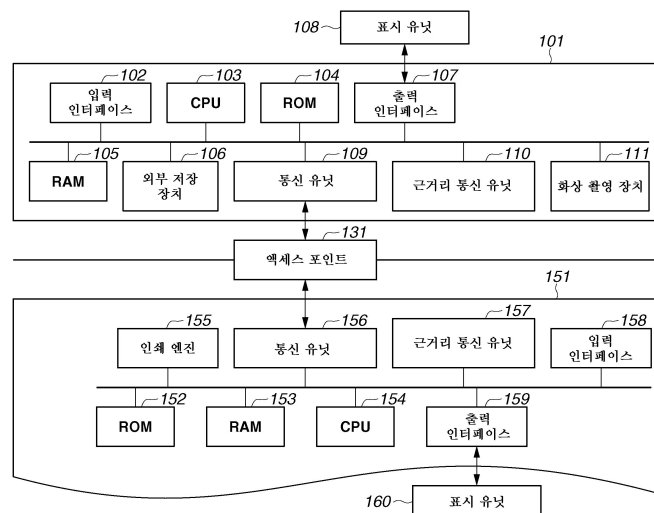 108
표시 유닛
101
102
103
104
107
입력
인터페이스
CPU
ROM
출력
인터페이스
105
106
109
110
111
RAM
외부 저장
장치
통신 유닛
근거리 통신 유닛
화상 촬영 장치
131
액세스 포인트
151
155
156
157
158
인쇄 엔진
통신 유닛
근거리 통신 유닛
입력
인터페이스
152
153
154
159
ROM
RAM
CPU
출력
인터페이스
160
표시 유닛